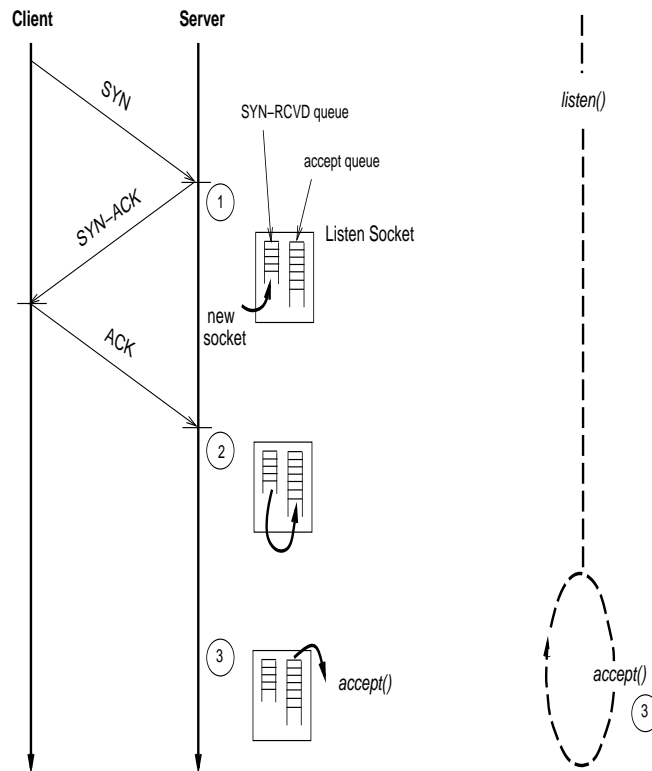 Client
Server
SYN
SYN–RCVD queue
listen()
accept queue
1
SYN–ACK
Listen Socket
new
socket
ACK
2
3
accept()
accept()
3